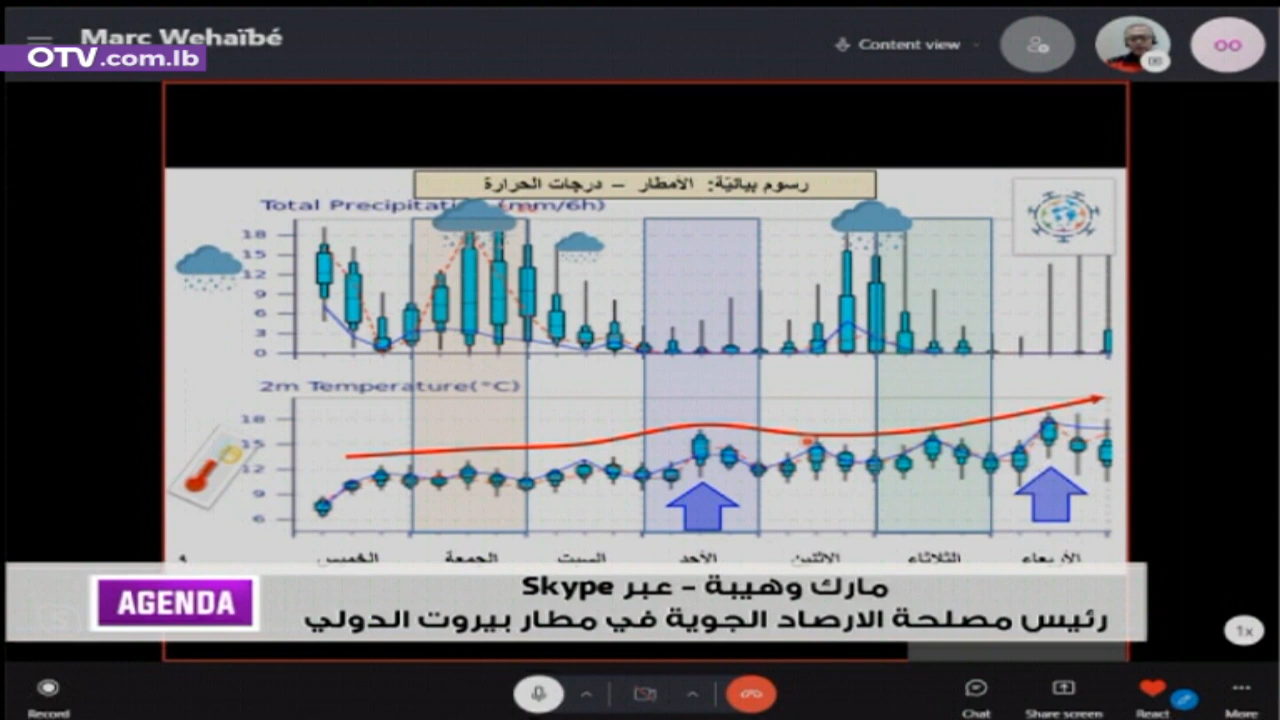 Marc Wehaïbé
OTV.com.lb
Content view
OO
رسوم بيانيّة: الأمطار – درجات الحرارة
Total Precipitation (mm/6h)
18
15
12
9
6
3
0
2m Temperature(°C)
18
15
12
9
6
الخميس الجمعة السبت الأحد الاثنين الثلاثاء الأربعاء
AGENDA
مارك وهيبة - عبر Skype
رئيس مصلحة الارصاد الجوية في مطار بيروت الدولي
1x
Record
Chat
Share screen
React
More